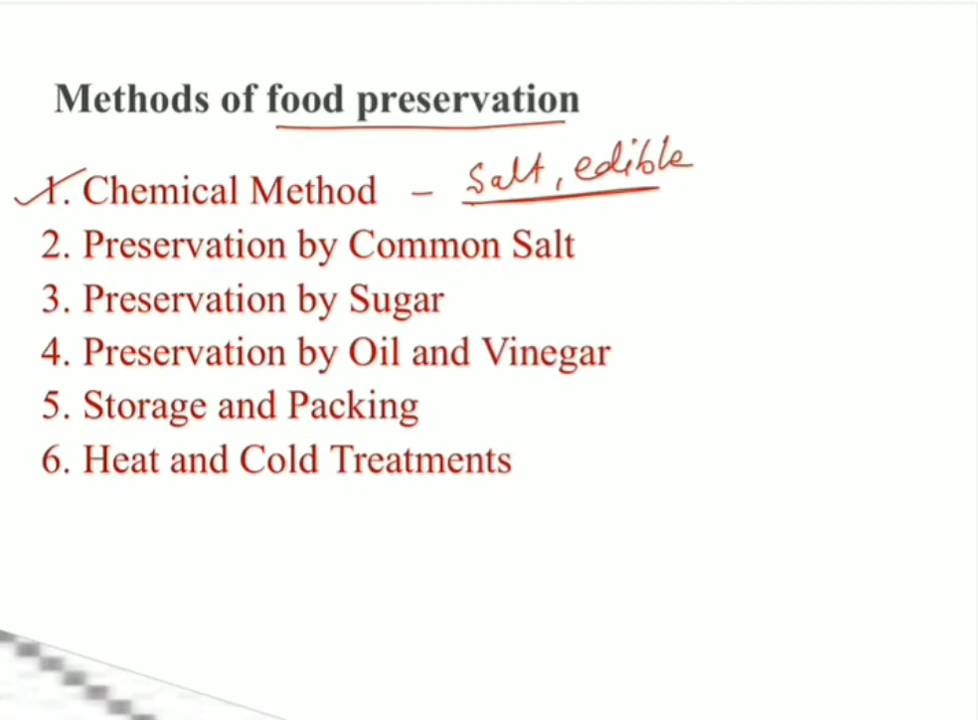 Methods of food preservation
1. Chemical Method - Salt, edible
2. Preservation by Common Salt
3. Preservation by Sugar
4. Preservation by Oil and Vinegar
5. Storage and Packing
6. Heat and Cold Treatments